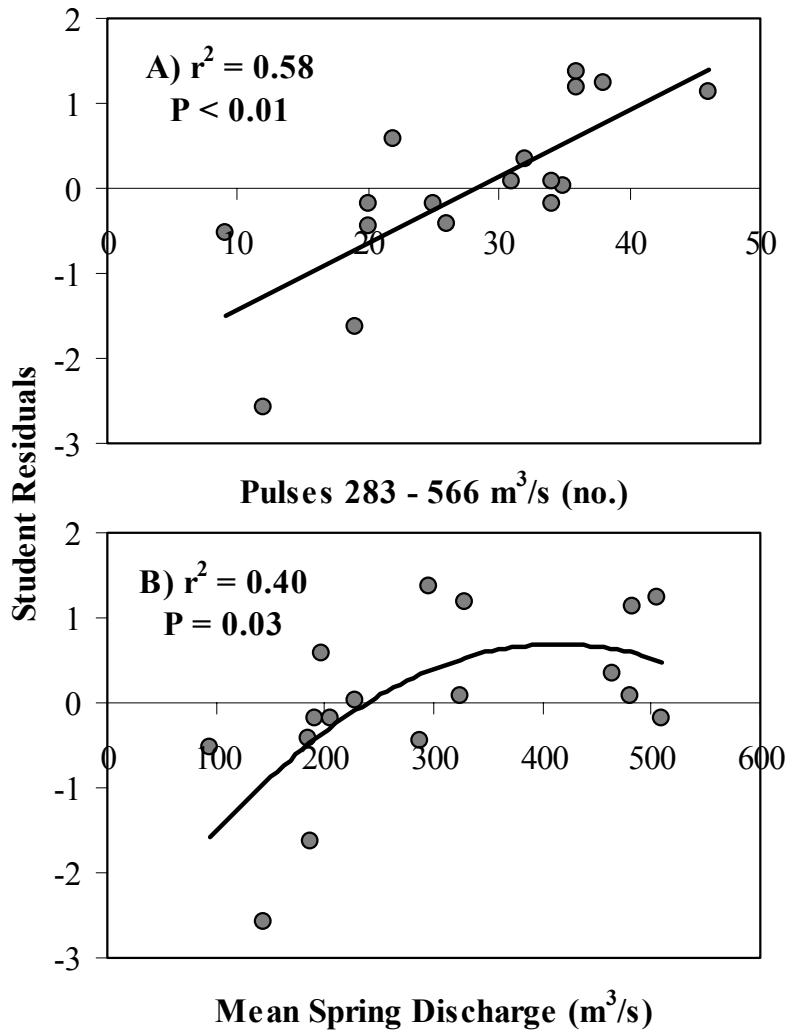 2
A) r² = 0.58
P < 0.01
1
0
0 10 20 30 40 50
-1
-2
-3
Pulses 283 - 566 m³/s (no.)
Student Residuals
2
B) r² = 0.40
P = 0.03
1
0
0 100 200 300 400 500 600
-1
-2
-3
Mean Spring Discharge (m³/s)